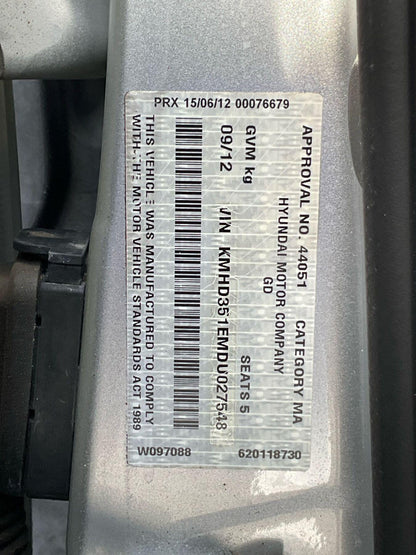 PRX 15/06/12 00076679
APPROVAL NO. 44051 CATEGORY MA
HYUNDAI MOTOR COMPANY
GD
GVM kg SEATS 5
09/12 VIN KMHD351EMDU027548
THIS VEHICLE WAS MANUFACTURED TO COMPLY
WITH THE MOTOR VEHICLE STANDARDS ACT 1989
W097088 620118730